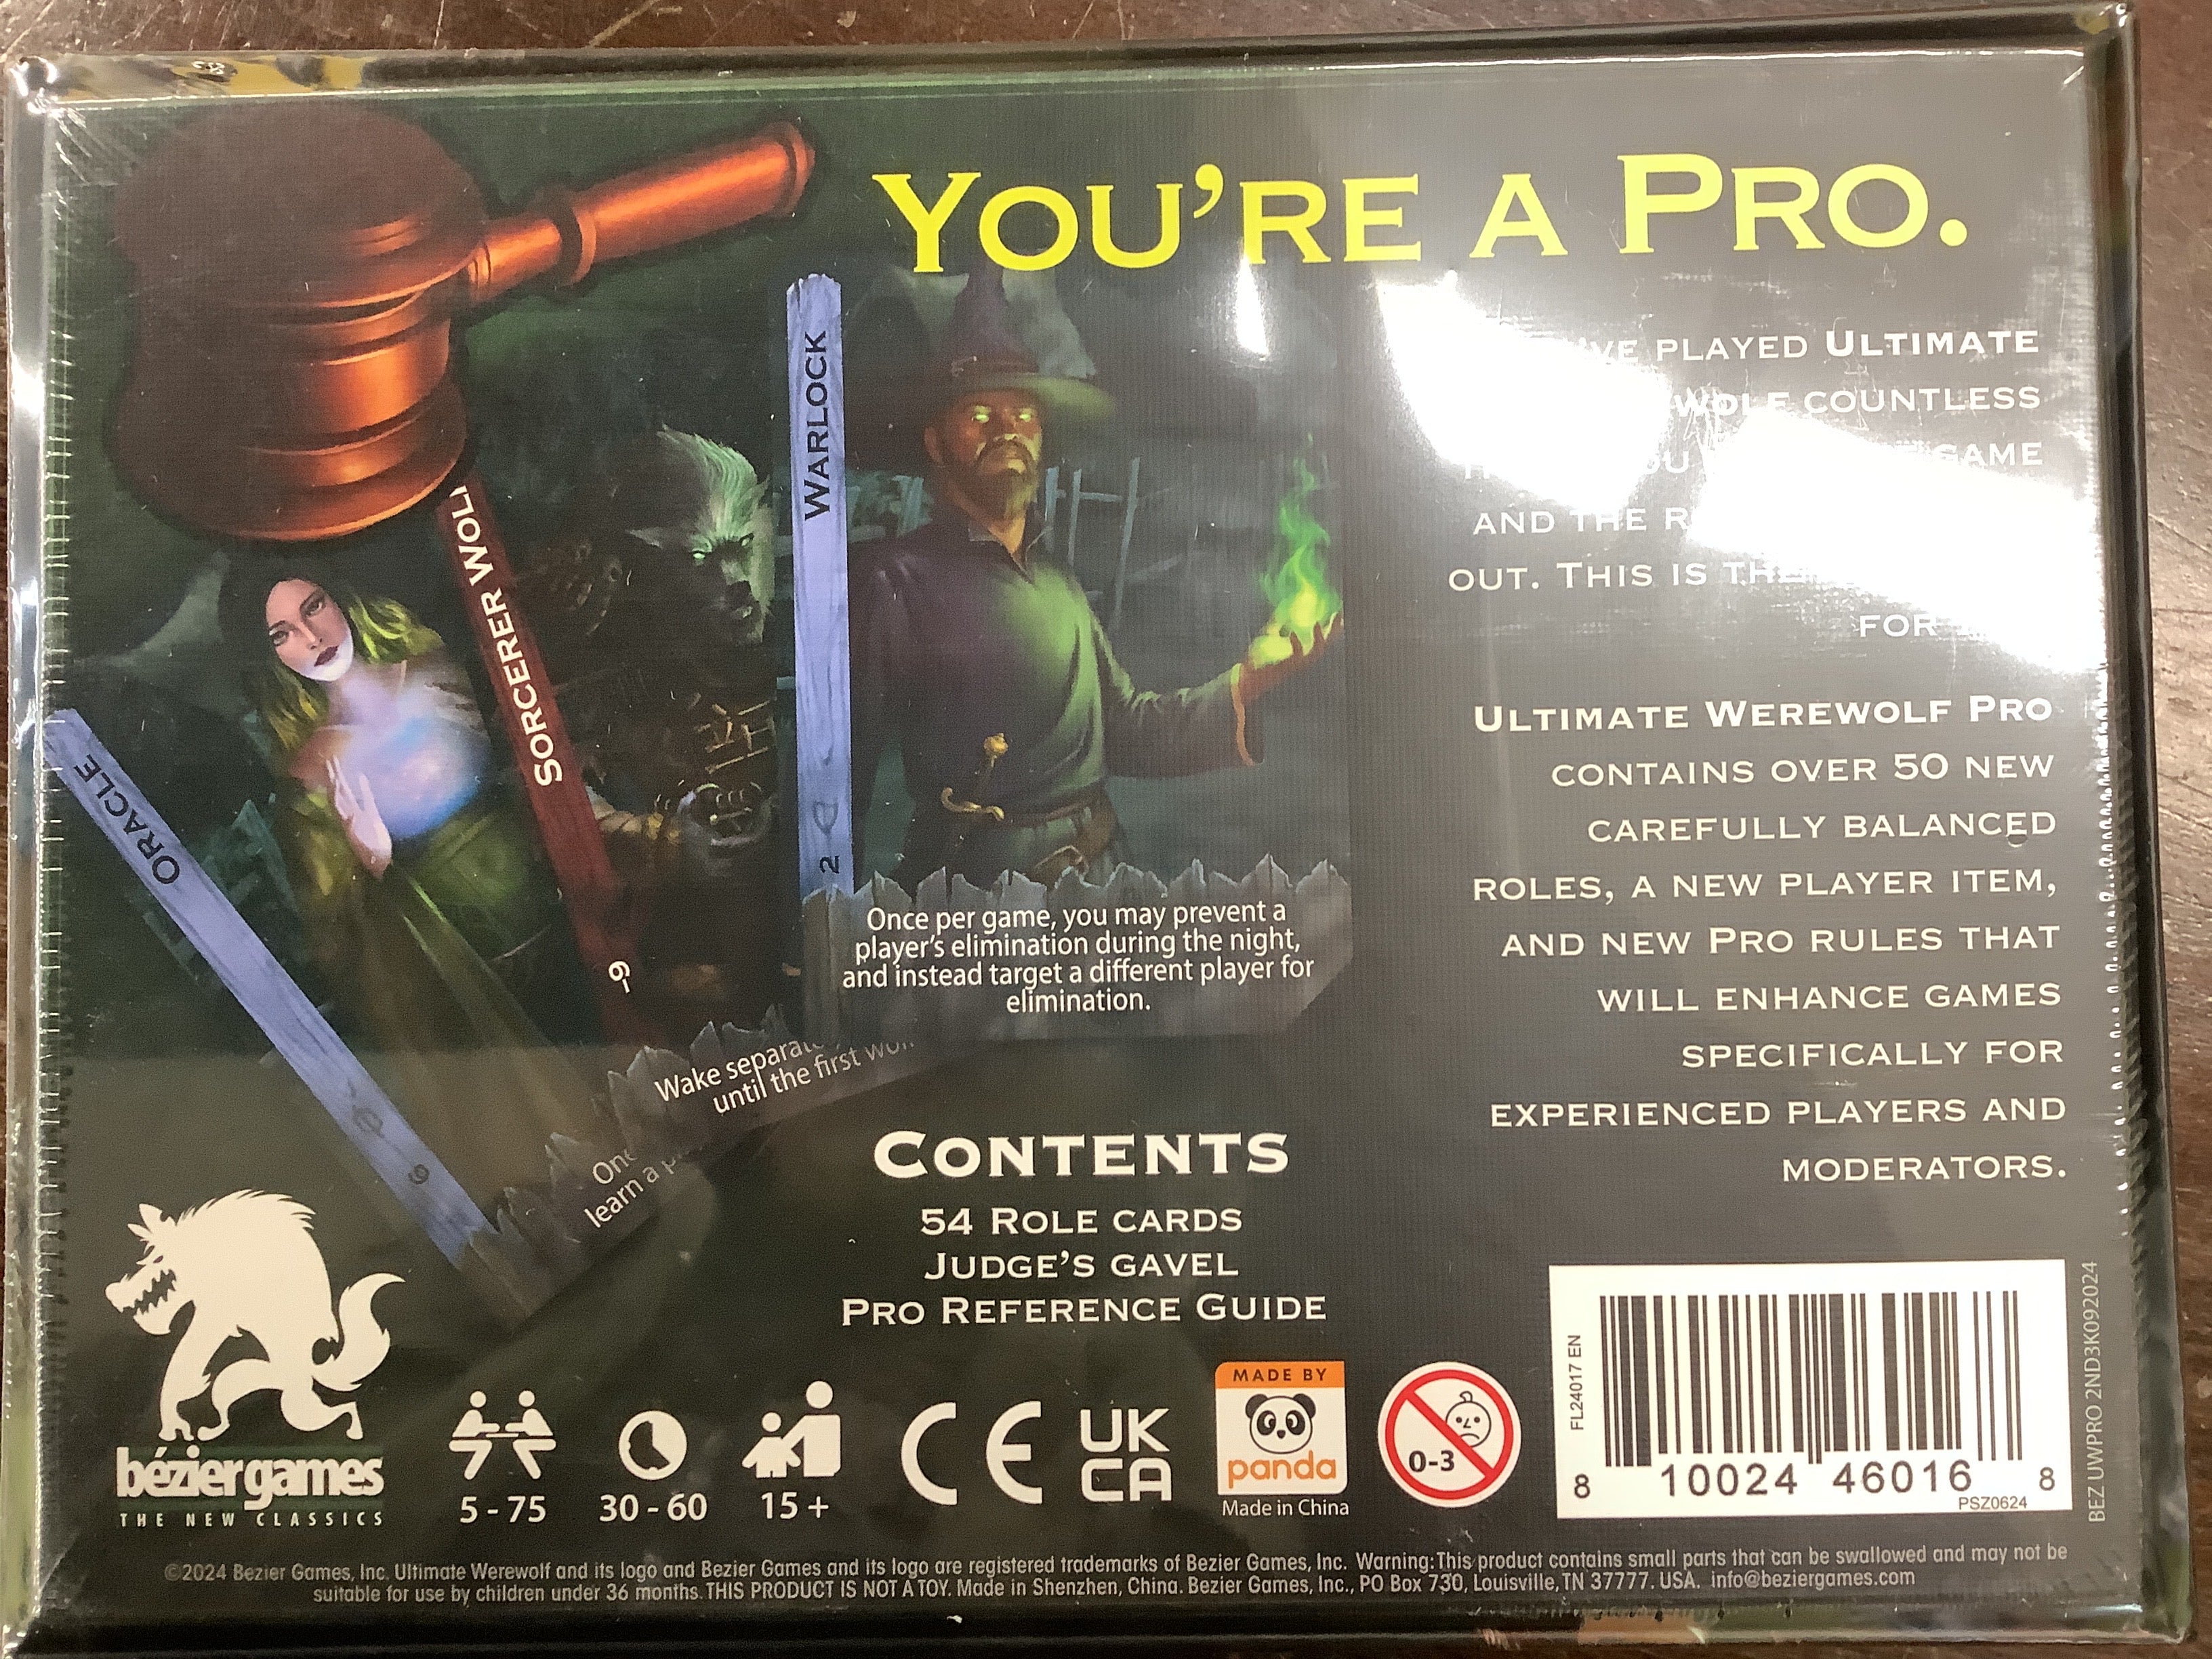 YOU'RE A PRO.
'VE PLAYED ULTIMATE
WOLF COUNTLESS
GAME
AND THE
OUT. THIS IS
FOR
ULTIMATE WEREWOLF PRO
CONTAINS OVER 50 NEW
CAREFULLY BALANCED
ROLES, A NEW PLAYER ITEM,
AND NEW PRO RULES THAT
WILL ENHANCE GAMES
SPECIFICALLY FOR
EXPERIENCED PLAYERS AND
MODERATORS.
ORACLE
SORCERER WOLF
-6
WARLOCK
2
Once per game, you may prevent a
player's elimination during the night,
and instead target a different player for
elimination.
Wake
until the first
learn a
CONTENTS
54 ROLE CARDS
JUDGE'S GAVEL
PRO REFERENCE GUIDE
béziergames
THE NEW CLASSICS
5 - 75
30 - 60
15 +
CE
UK
CA
MADE BY
panda
Made in China
0-3
FL24017 EN
8 10024 46016 8
PSZ0624
BEZ UWPRO 2ND3K092024
©2024 Bezier Games, Inc. Ultimate Werewolf and its logo and Bezier Games and its logo are registered trademarks of Bezier Games, Inc. Warning: This product contains small parts that can be swallowed and may not be
suitable for use by children under 36 months. THIS PRODUCT IS NOT A TOY. Made in Shenzhen, China. Bezier Games, Inc., PO Box 730, Louisville, TN 37777. USA. info@beziergames.com